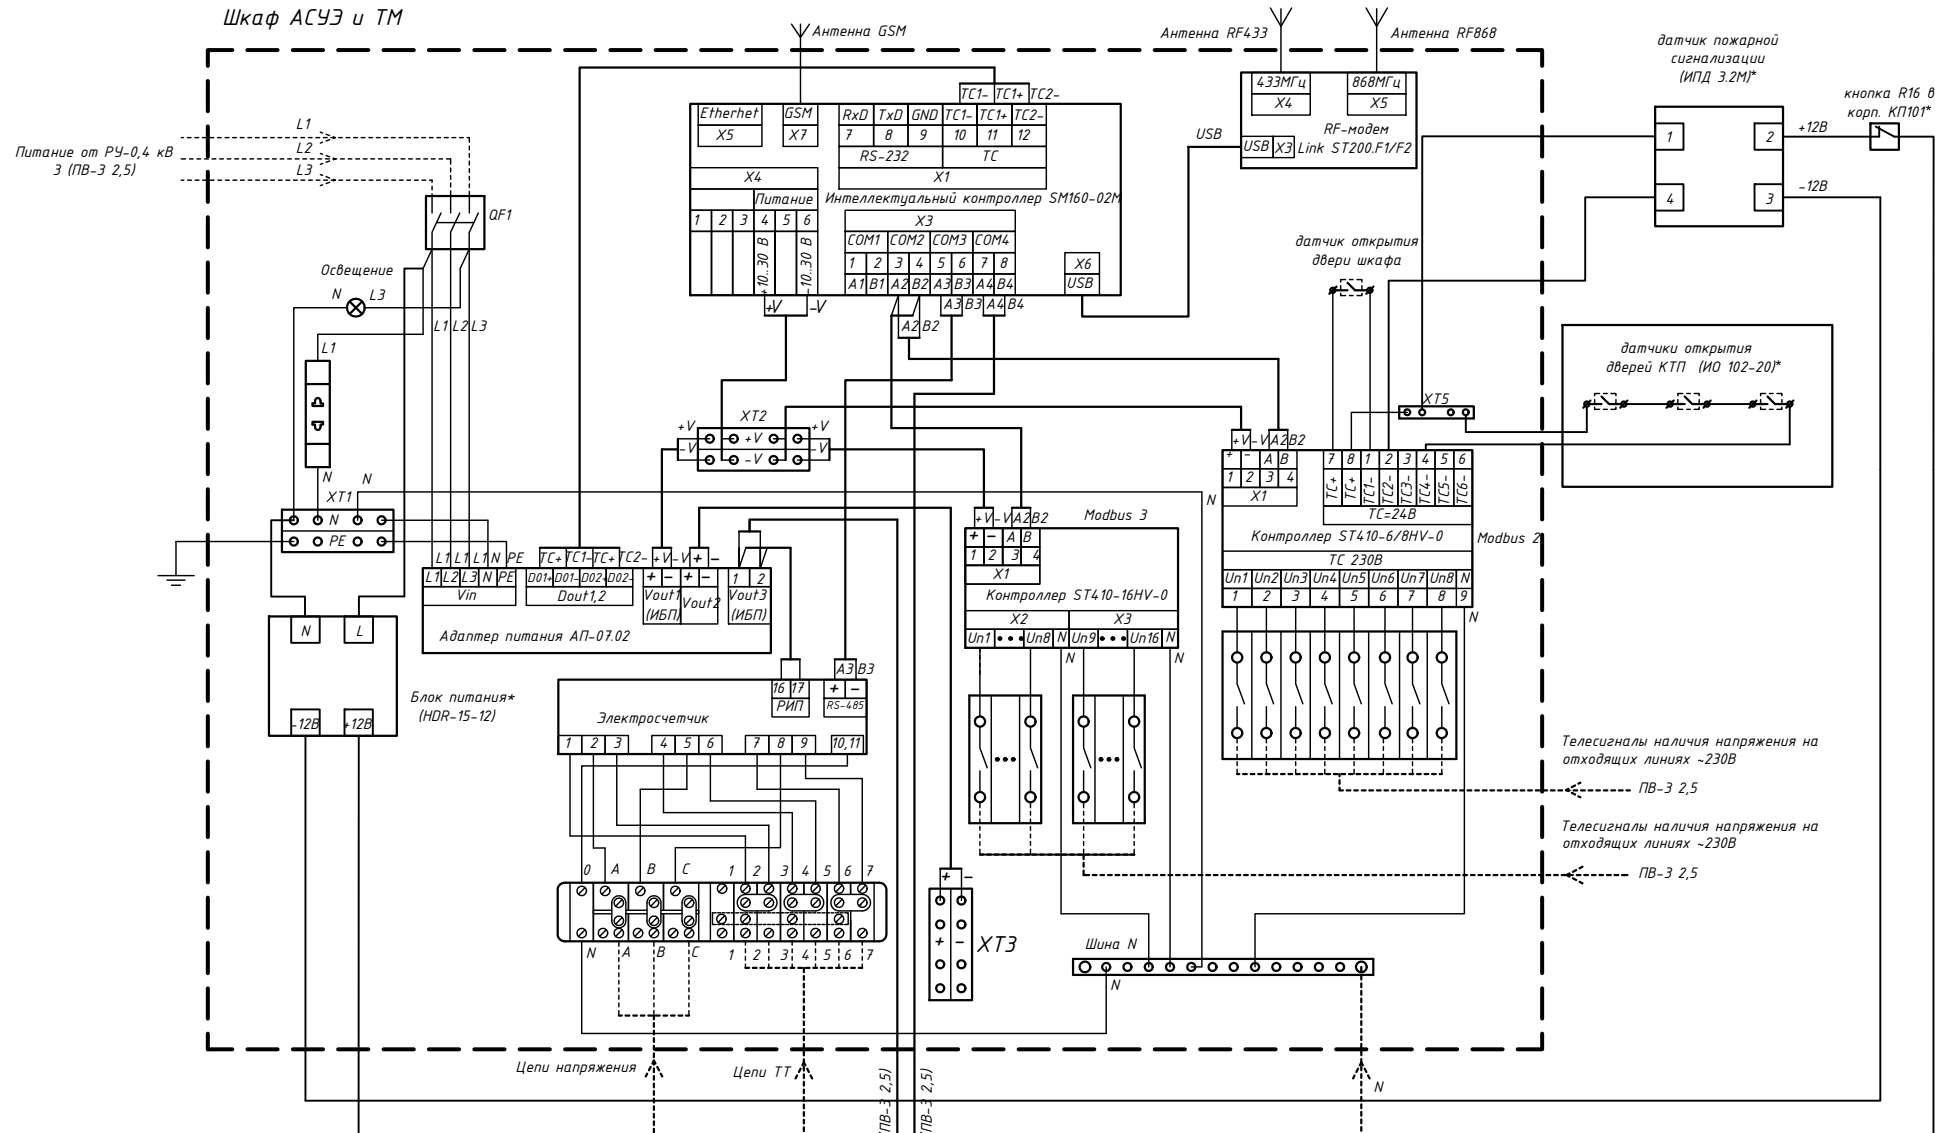 Шкаф АСУЭ и ТМ
Антенна GSM
Антенна RF433
Антенна RF868
датчик пожарной
сигнализации
(ИПД 3.2М)*
кнопка R16 в
корп. КП101*
Питание от РУ-0,4 кВ
3 (ПВ-3 2,5)
L1
L2
L3
QF1
Освещение
N
L3
L1 L2 L3
L1
N
N
XT1
N
PE
TC1- TC1+ TC2-
Etherhet
X5
GSM
X7
RxD TxD GND TC1- TC1+ TC2-
7 8 9 10 11 12
RS-232
TC
X1
X4
Питание
Интеллектуальный контроллер SM160-02M
1 2 3 4 5 6
+10..30 В
-10..30 В
X3
COM1 COM2 COM3 COM4
1 2 3 4 5 6 7 8
A1 B1 A2 B2 A3 B3 A4 B4
X6
USB
+V -V
A2 B2
A3 B3 A4 B4
433МГц
X4
868МГц
X5
USB
USB X3
RF-модем
Link ST200.F1/F2
1
2
4
3
+12В
-12В
датчик открытия
двери шкафа
датчики открытия
дверей КТП (ИО 102-20)*
XT5
XT2
+V
-V
+V
-V
+V
-V
+V -V A2 B2
+ - A B
1 2 3 4
X1
7 8 1 2 3 4 5 6
TC+ TC+ TC1- TC2- TC3- TC4- TC5- TC6-
TC=24В
Контроллер ST410-6/8HV-0
Modbus 2
TC 230В
Un1 Un2 Un3 Un4 Un5 Un6 Un7 Un8 N
1 2 3 4 5 6 7 8 9
N
N
+V -V A2 B2
Modbus 3
+ - A B
1 2 3 4
X1
Контроллер ST410-16HV-0
X2
X3
Un1 ••• Un8 N Un9 ••• Un16 N
N
N
L1 L1 L1 N PE
L1 L2 L3 N PE
Vin
TC+ TC1- TC+ TC2-
DO1+ DO1- DO2+ DO2-
Dout1,2
+V -V + -
+ - + -
Vout1
(ИБП)
Vout2
1 2
Vout3
(ИБП)
Адаптер питания АП-07.02
N
L
Блок питания*
(HDR-15-12)
-12В
+12В
A3 B3
16 17
РИП
+ -
RS-485
Электросчетчик
1 2 3 4 5 6 7 8 9 10,11
0 A B C 1 2 3 4 5 6 7
N A B C 1 2 3 4 5 6 7
+ -
+ -
XT3
Шина N
N
Телесигналы наличия напряжения на
отходящих линиях ~230В
ПВ-3 2,5
Телесигналы наличия напряжения на
отходящих линиях ~230В
ПВ-3 2,5
Цепи напряжения
Цепи ТТ
ПВ-3 2,5)
ПВ-3 2,5)
N